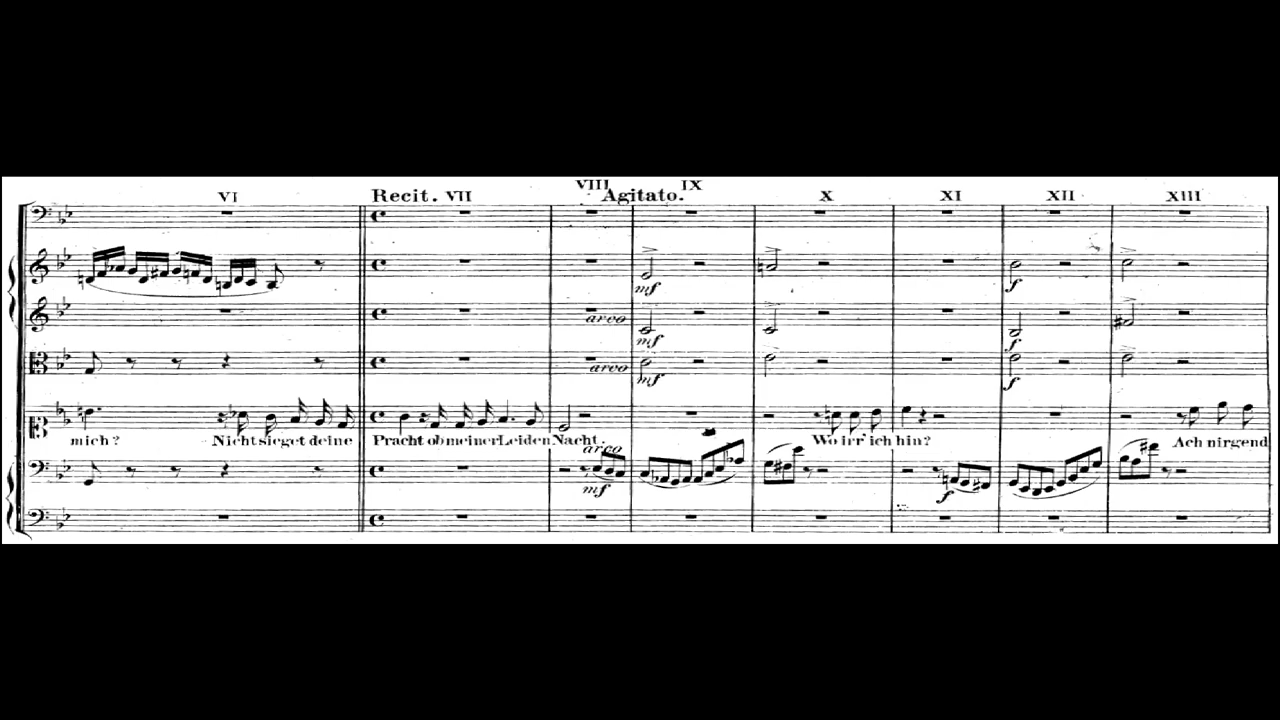 VI Recit. VII VIII Agitato. IX X XI XII XIII
mf f
arco
mf f
arco mf f
mich? Nicht sieget deine Pracht ob meiner Leiden Nacht. Wo irr' ich hin? Ach nirgend
arco
mf f